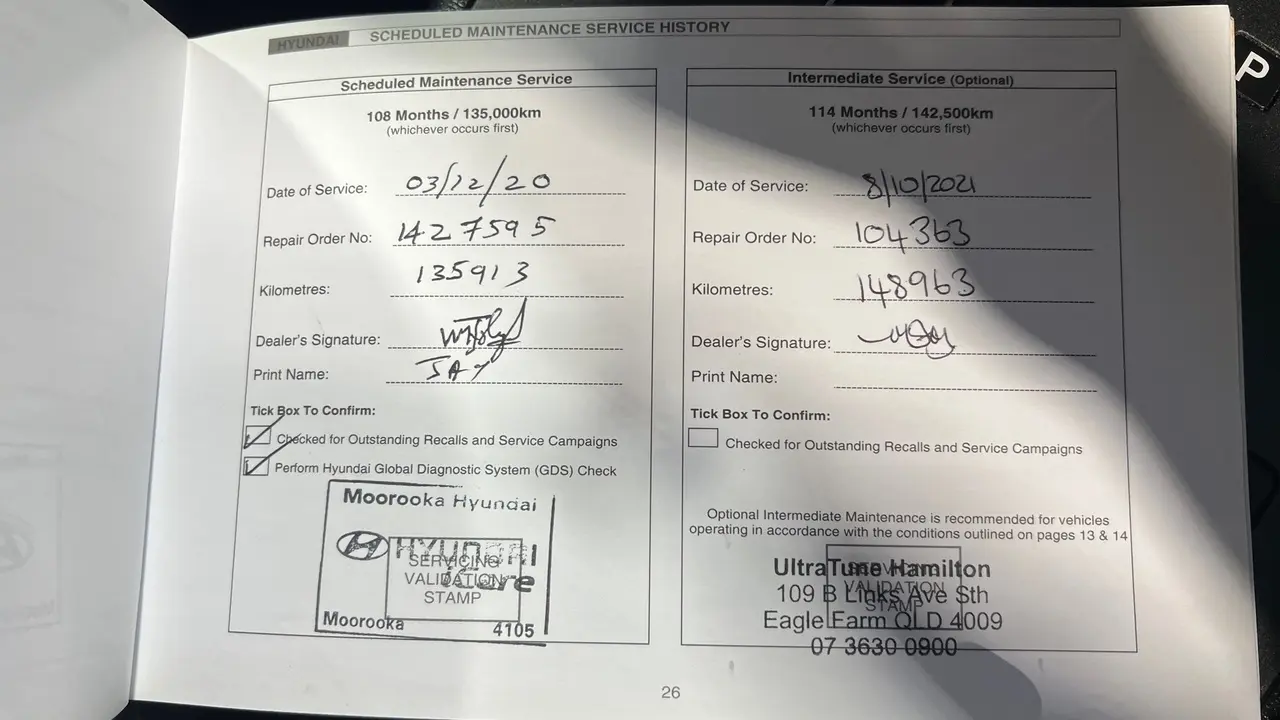 HYUNDAI SCHEDULED MAINTENANCE SERVICE HISTORY
Scheduled Maintenance Service
108 Months / 135,000km
(whichever occurs first)
Date of Service: 03/12/20
Repair Order No: 1427595
Kilometres: 135913
Dealer's Signature:
Print Name: JAY
Tick Box To Confirm:
Checked for Outstanding Recalls and Service Campaigns
Perform Hyundai Global Diagnostic System (GDS) Check
Moorooka Hyundai
HYUNDAI
iCare
SERVICING
VALIDATION
STAMP
Moorooka 4105
Intermediate Service (Optional)
114 Months / 142,500km
(whichever occurs first)
Date of Service: 8/10/2021
Repair Order No: 104363
Kilometres: 148963
Dealer's Signature:
Print Name:
Tick Box To Confirm:
Checked for Outstanding Recalls and Service Campaigns
Optional Intermediate Maintenance is recommended for vehicles
operating in accordance with the conditions outlined on pages 13 & 14
SERVICING
VALIDATION
STAMP
UltraTune Hamilton
109 B Links Ave Sth
Eagle Farm QLD 4009
07 3630 0900
26
P